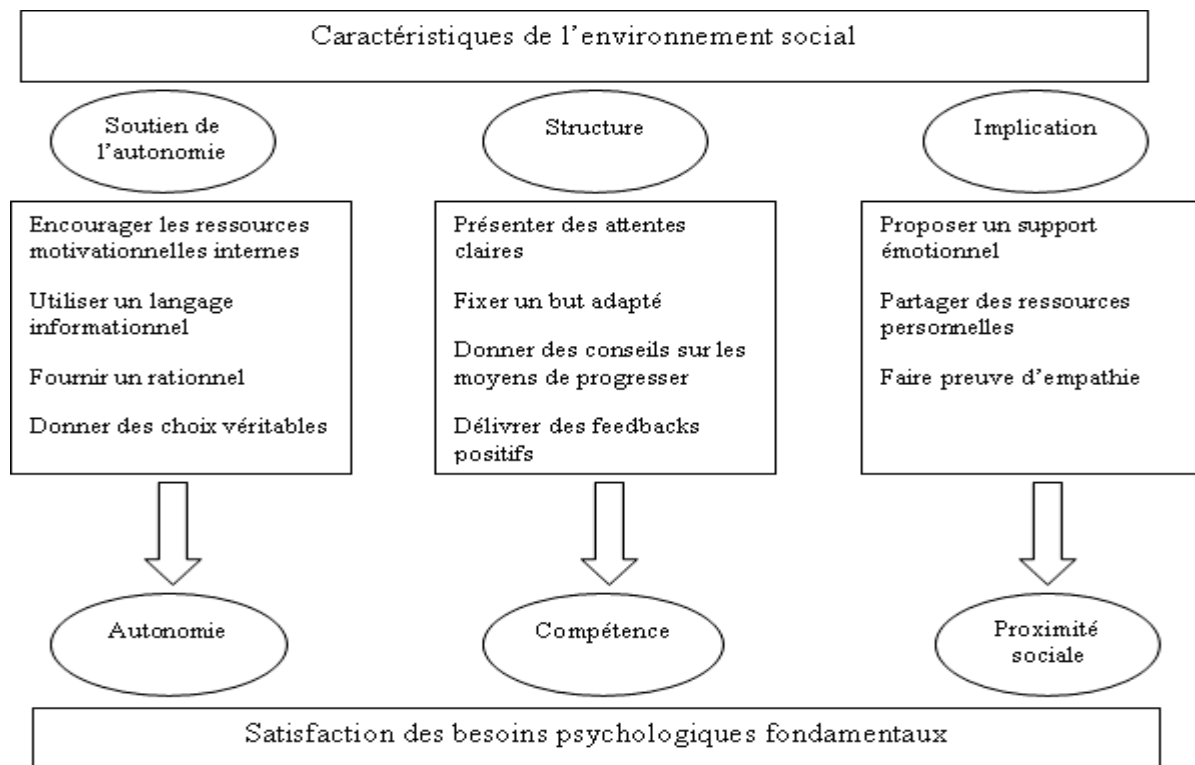 Caractéristiques de l'environnement social
Soutien de
l'autonomie
Structure
Implication
Encourager les ressources
motivationnelles internes
Utiliser un langage
informationnel
Fournir un rationnel
Donner des choix véritables
Présenter des attentes
claires
Fixer un but adapté
Donner des conseils sur les
moyens de progresser
Délivrer des feedbacks
positifs
Proposer un support
émotionnel
Partager des ressources
personnelles
Faire preuve d'empathie
Autonomie
Compétence
Proximité
sociale
Satisfaction des besoins psychologiques fondamentaux